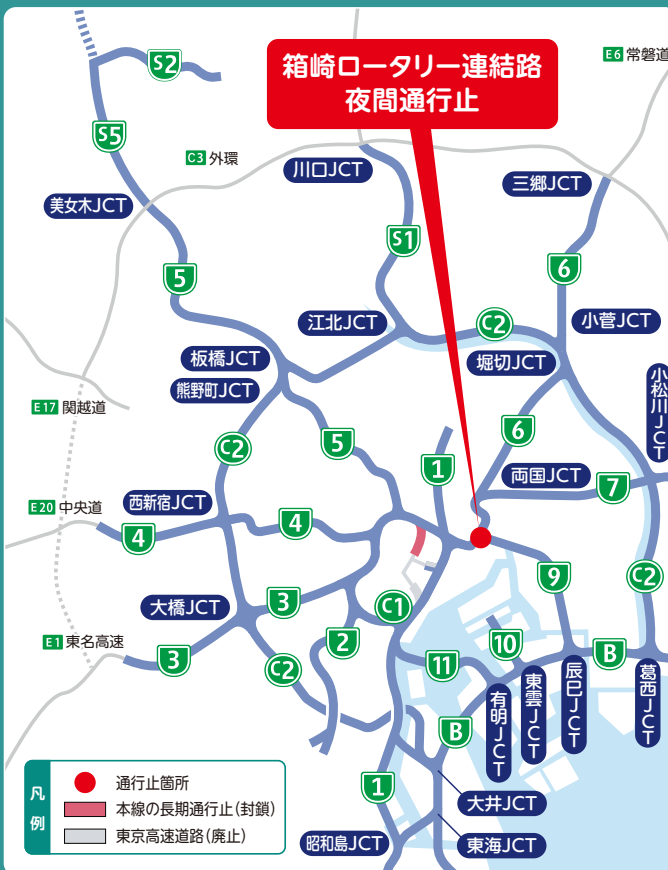 箱崎ロータリー連結路
夜間通行止
E6 常磐道
S2
S5
C3 外環
川口JCT
三郷JCT
美女木JCT
S1
5
6
江北JCT
C2
小菅JCT
板橋JCT
堀切JCT
熊野町JCT
小松川JCT
E17 関越道
C2
5
6
1
両国JCT
7
西新宿JCT
E20 中央道
4
4
9
C2
大橋JCT
3
C1
E1 東名高速
3
2
10
11
B
C2
有明JCT
東雲JCT
辰巳JCT
葛西JCT
B
1
大井JCT
昭和島JCT
東海JCT
凡例
通行止箇所
本線の長期通行止(封鎖)
東京高速道路(廃止)